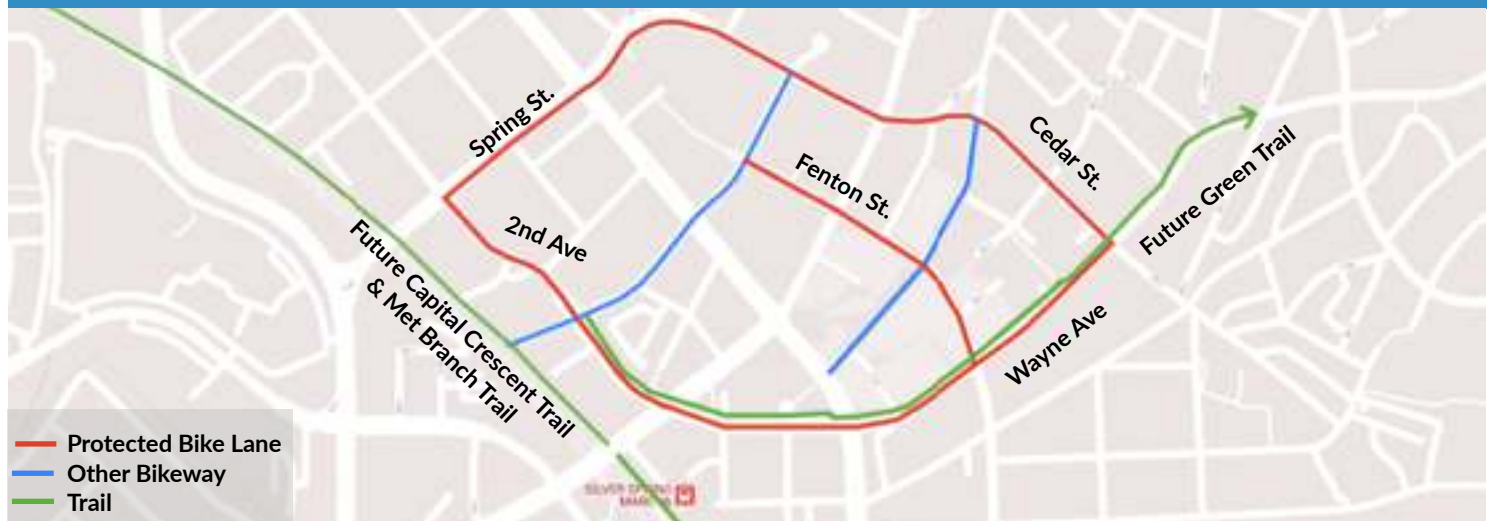 Spring St.
Cedar St.
Fenton St.
Future Green Trail
2nd Ave
Future Capital Crescent Trail
& Met Branch Trail
Wayne Ave
Protected Bike Lane
Other Bikeway
Trail
SILVER SPRING